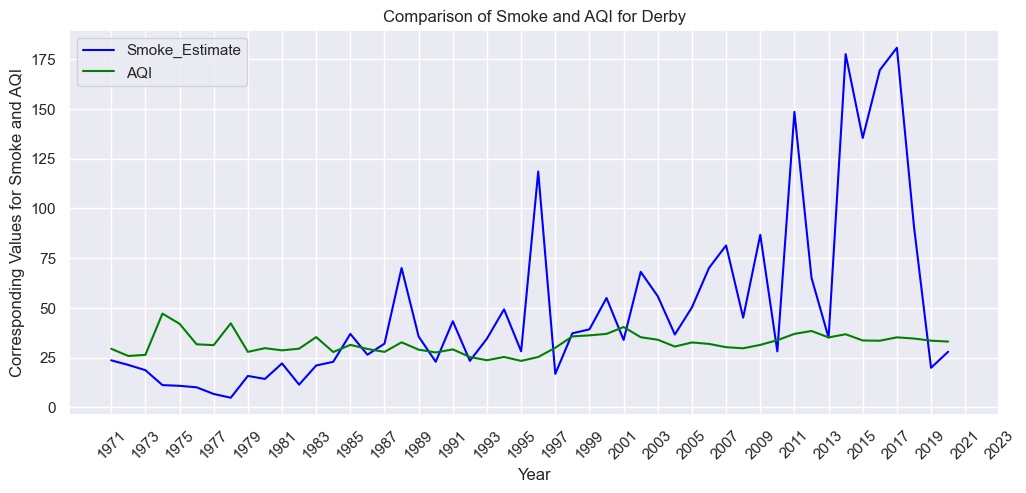 Comparison of Smoke and AQI for Derby
Smoke_Estimate
AQI
Corresponding Values for Smoke and AQI
175
150
125
100
75
50
25
0
1971 1973 1975 1977 1979 1981 1983 1985 1987 1989 1991 1993 1995 1997 1999 2001 2003 2005 2007 2009 2011 2013 2015 2017 2019 2021 2023
Year